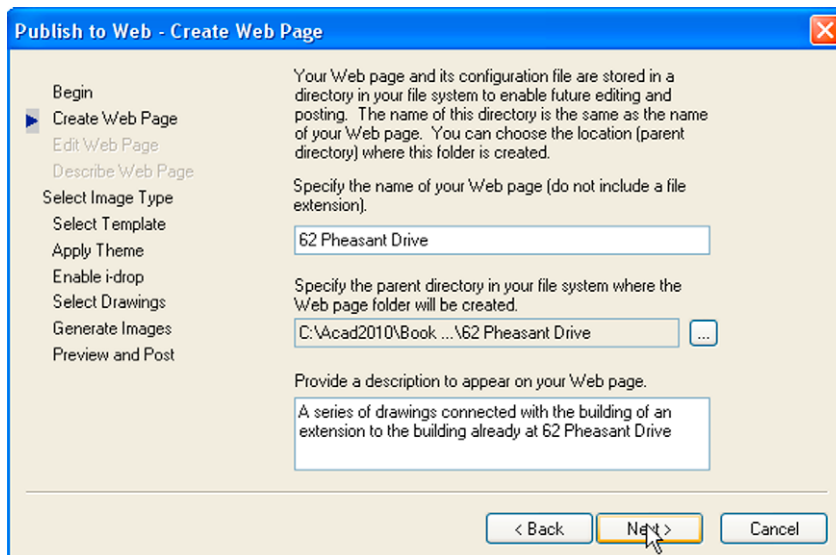 Publish to Web - Create Web Page
Begin
Create Web Page
Edit Web Page
Describe Web Page
Select Image Type
Select Template
Apply Theme
Enable i-drop
Select Drawings
Generate Images
Preview and Post
Your Web page and its configuration file are stored in a
directory in your file system to enable future editing and
posting. The name of this directory is the same as the name
of your Web page. You can choose the location (parent
directory) where this folder is created.
Specify the name of your Web page (do not include a file
extension).
62 Pheasant Drive
Specify the parent directory in your file system where the
Web page folder will be created.
C:\Acad2010\Book ...\62 Pheasant Drive
...
Provide a description to appear on your Web page.
A series of drawings connected with the building of an
extension to the building already at 62 Pheasant Drive
< Back
Next >
Cancel